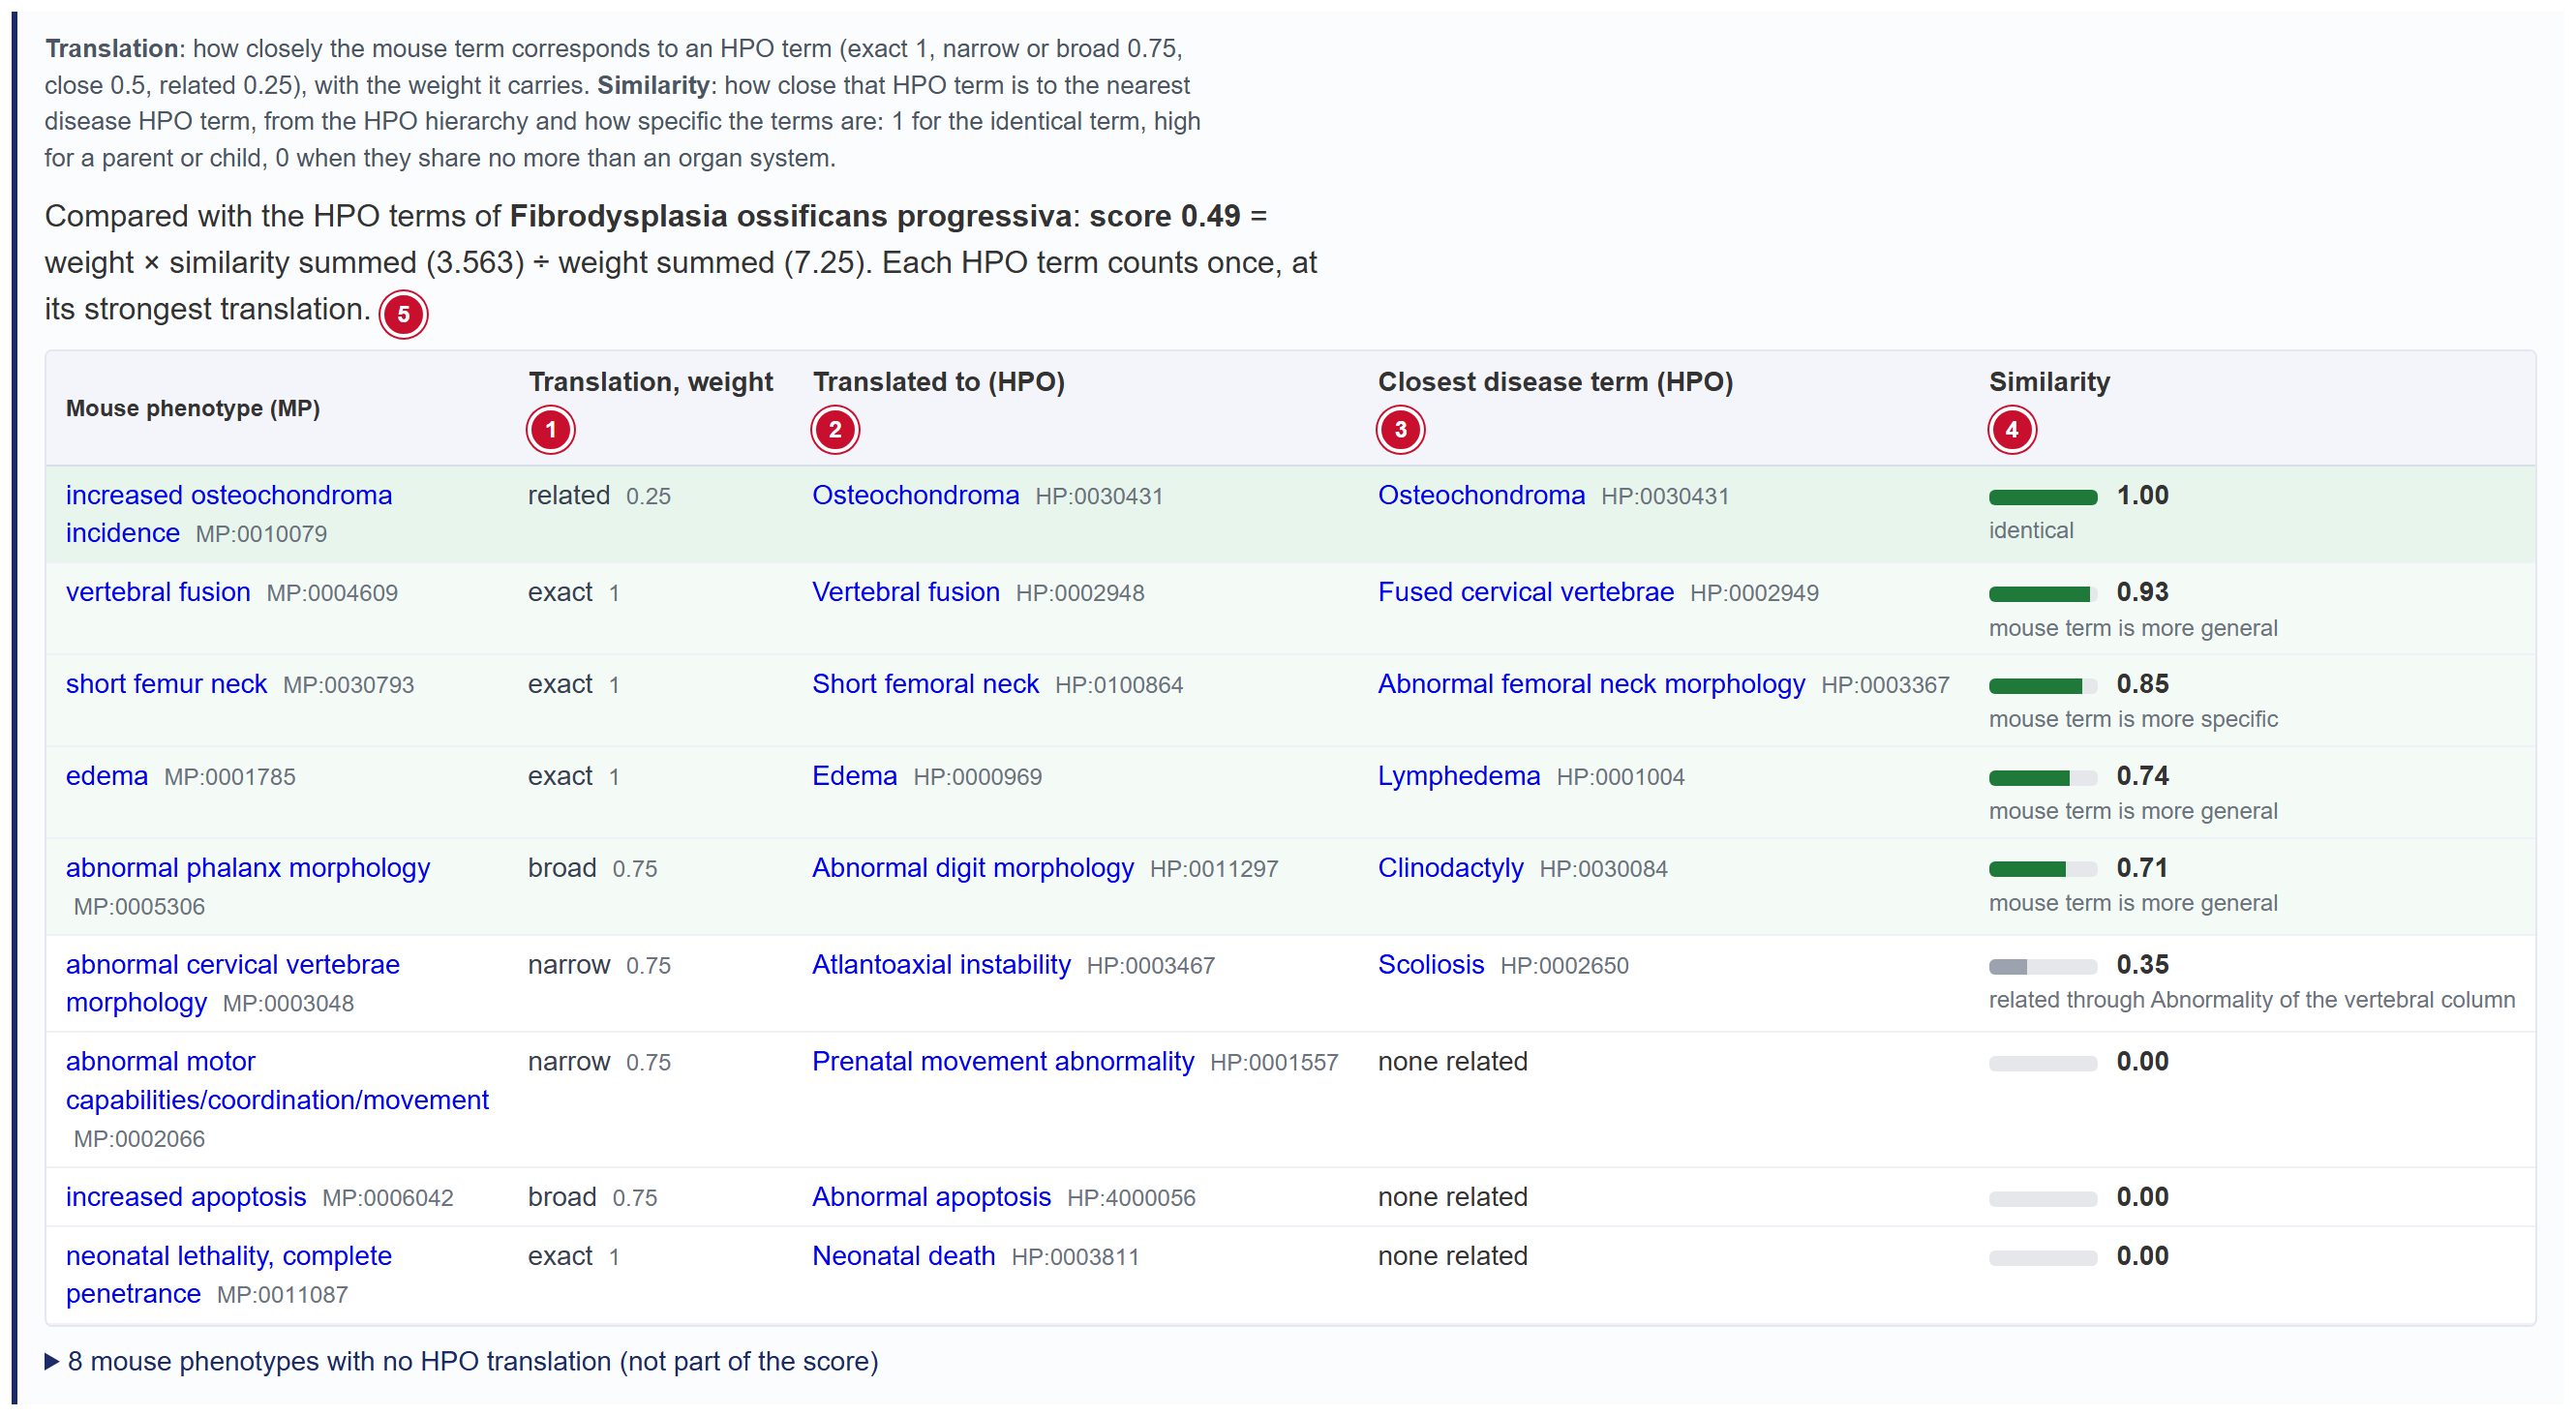 Translation: how closely the mouse term corresponds to an HPO term (exact 1, narrow or broad 0.75,
close 0.5, related 0.25), with the weight it carries. Similarity: how close that HPO term is to the nearest
disease HPO term, from the HPO hierarchy and how specific the terms are: 1 for the identical term, high
for a parent or child, 0 when they share no more than an organ system.
Compared with the HPO terms of Fibrodysplasia ossificans progressiva: score 0.49 =
weight × similarity summed (3.563) ÷ weight summed (7.25). Each HPO term counts once, at
its strongest translation. 5
Mouse phenotype (MP) Translation, weight Translated to (HPO) Closest disease term (HPO) Similarity
1 2 3 4
increased osteochondroma related 0.25 Osteochondroma HP:0030431 Osteochondroma HP:0030431 1.00
incidence MP:0010079 identical
vertebral fusion MP:0004609 exact 1 Vertebral fusion HP:0002948 Fused cervical vertebrae HP:0002949 0.93
mouse term is more general
short femur neck MP:0030793 exact 1 Short femoral neck HP:0100864 Abnormal femoral neck morphology HP:0003367 0.85
mouse term is more specific
edema MP:0001785 exact 1 Edema HP:0000969 Lymphedema HP:0001004 0.74
mouse term is more general
abnormal phalanx morphology broad 0.75 Abnormal digit morphology HP:0011297 Clinodactyly HP:0030084 0.71
MP:0005306 mouse term is more general
abnormal cervical vertebrae narrow 0.75 Atlantoaxial instability HP:0003467 Scoliosis HP:0002650 0.35
morphology MP:0003048 related through Abnormality of the vertebral column
abnormal motor narrow 0.75 Prenatal movement abnormality HP:0001557 none related 0.00
capabilities/coordination/movement
MP:0002066
increased apoptosis MP:0006042 broad 0.75 Abnormal apoptosis HP:4000056 none related 0.00
neonatal lethality, complete exact 1 Neonatal death HP:0003811 none related 0.00
penetrance MP:0011087
▶ 8 mouse phenotypes with no HPO translation (not part of the score)